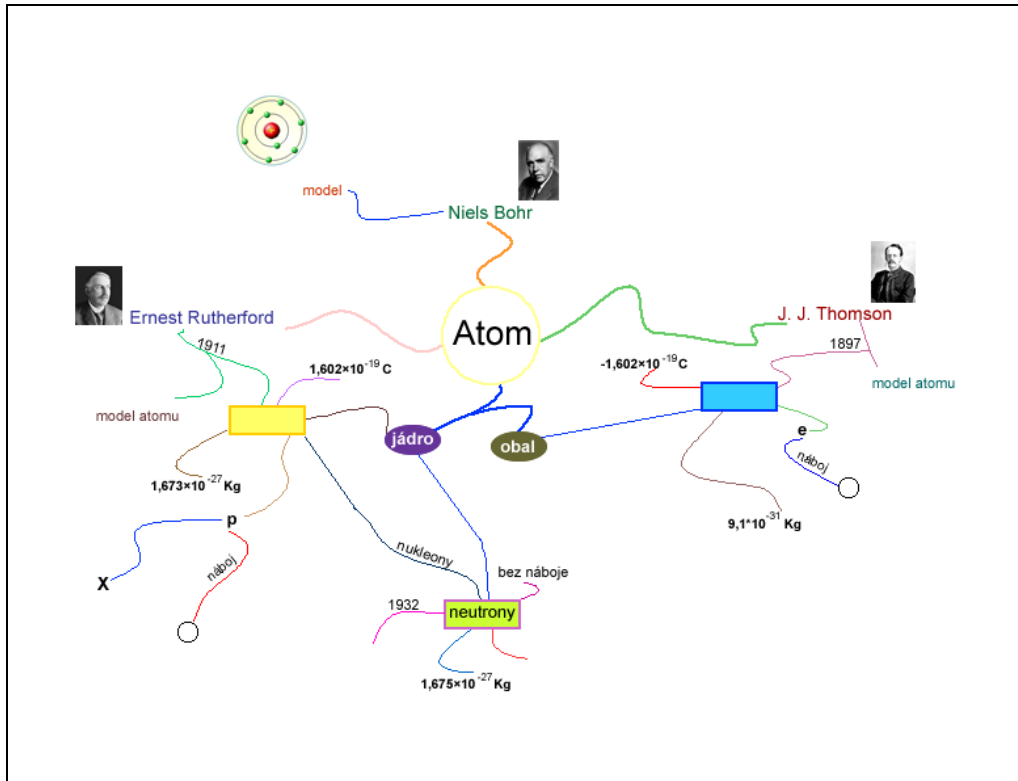 model
Niels Bohr
Ernest Rutherford
J. J. Thomson
Atom
1911
1897
1,602×10⁻¹⁹ C
-1,602×10⁻¹⁹ C
model atomu
model atomu
jádro
obal
e
náboj
1,673×10⁻²⁷ Kg
9,1*10⁻³¹ Kg
p
X
náboj
nukleony
bez náboje
1932
neutrony
1,675×10⁻²⁷ Kg